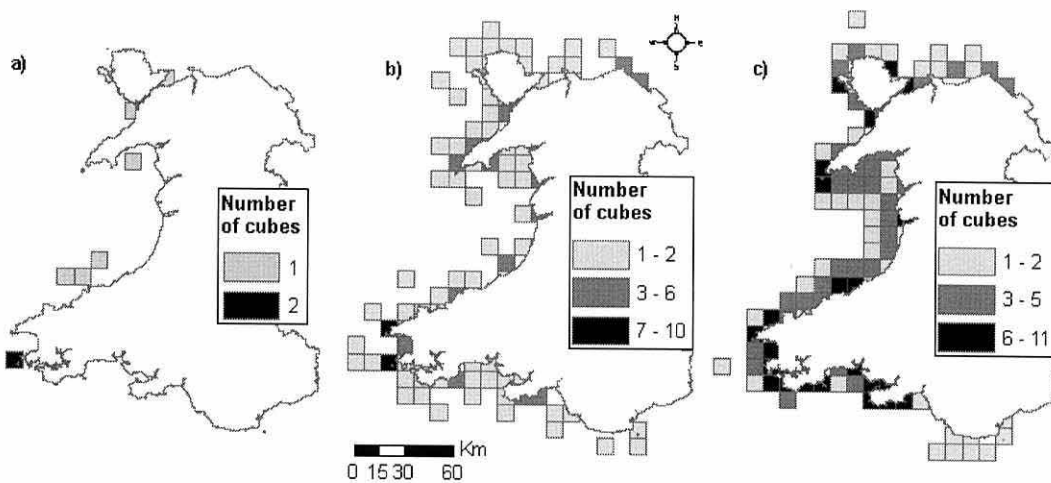 a)
Number
of cubes
1
2
b)
N
W
E
S
Number
of cubes
1 - 2
3 - 6
7 - 10
Km
0 15 30 60
c)
Number
of cubes
1 - 2
3 - 5
6 - 11